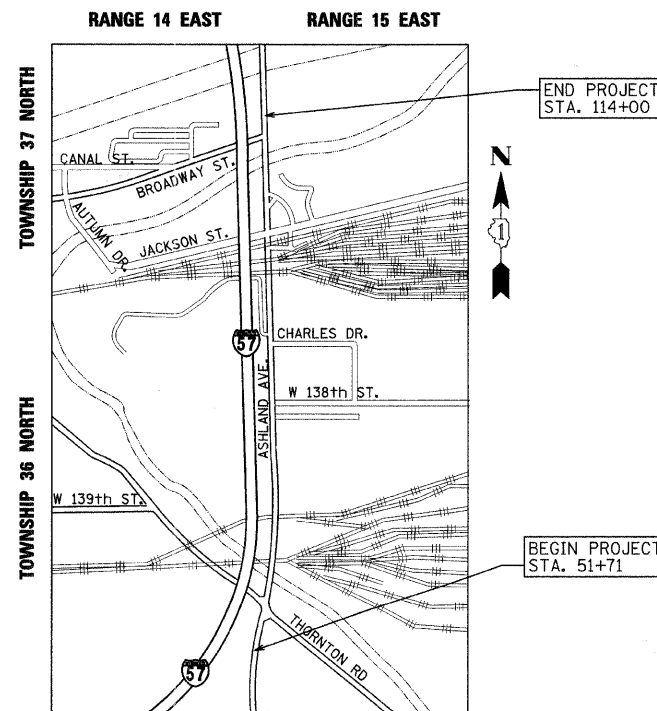 RANGE 14 EAST
RANGE 15 EAST
TOWNSHIP 37 NORTH
END PROJECT
STA. 114+00
N
1
CANAL ST.
BROADWAY ST.
AUTUMN DR.
JACKSON ST.
57
CHARLES DR.
ASHLAND AVE.
W 138th ST.
TOWNSHIP 36 NORTH
W 139th ST.
BEGIN PROJECT
STA. 51+71
THORNTON RD
57